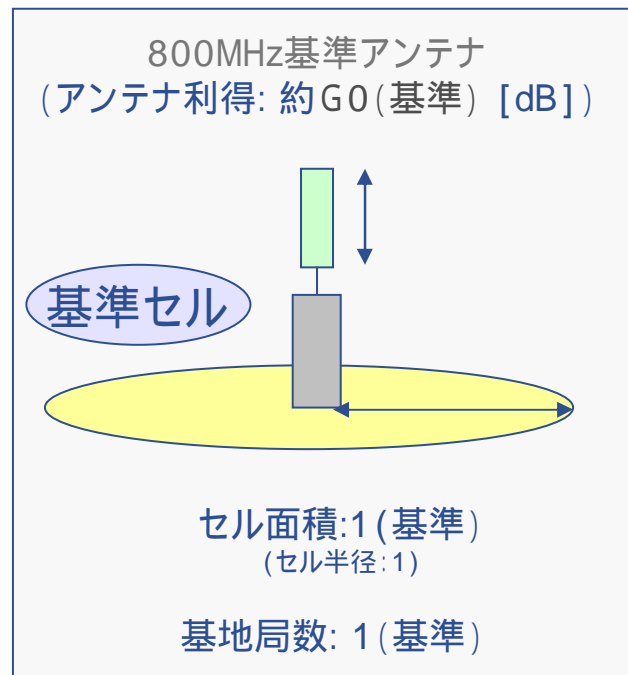 800MHz基準アンテナ
(アンテナ利得: 約G0(基準) [dB])
基準セル
セル面積:1(基準)
(セル半径:1)
基地局数: 1(基準)